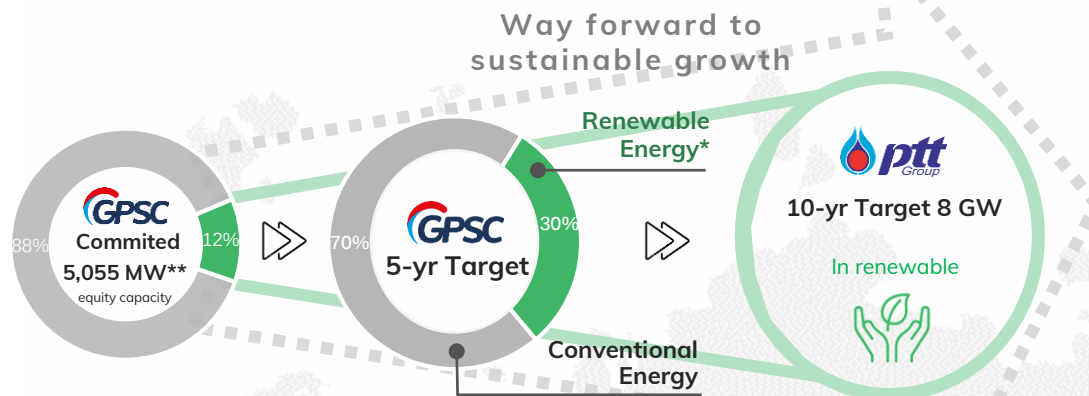 Way forward to
sustainable growth
Renewable
Energy*
88%
GPSC
Commited
5,055 MW**
equity capacity
12%
70%
GPSC
5-yr Target
30%
Conventional
Energy
ptt
Group
10-yr Target 8 GW
In renewable